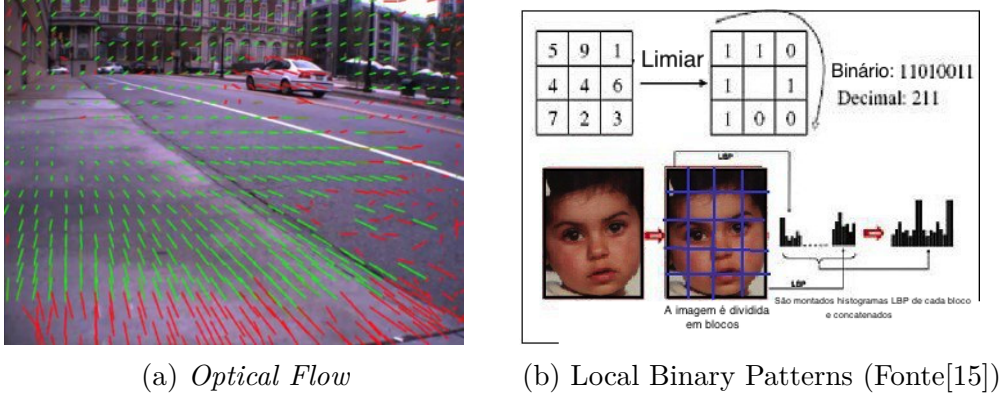 5 9 1
4 4 6
7 2 3
Limiar
1 1 0
1 1
1 0 0
Binário: 11010011
Decimal: 211
LBP
LBP
A imagem é dividida
em blocos
São montados histogramas LBP de cada bloco
e concatenados
(a) Optical Flow
(b) Local Binary Patterns (Fonte[15])